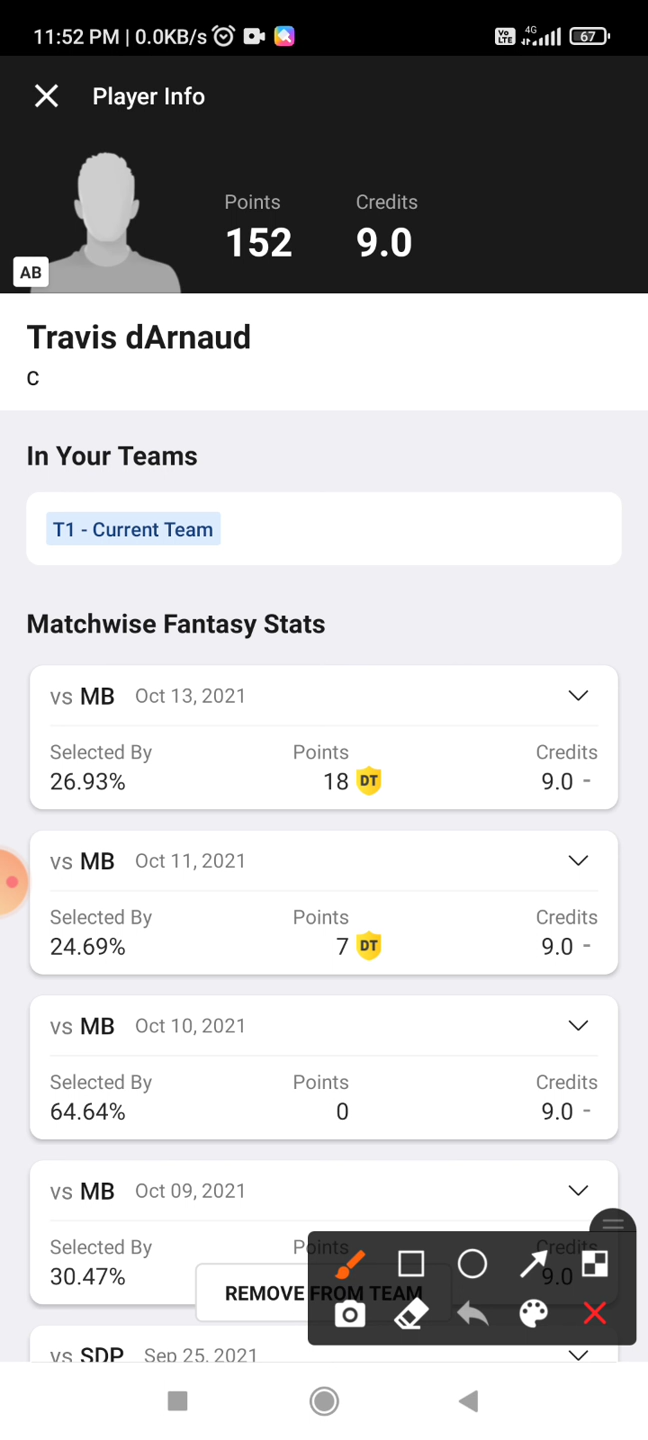 11:52 PM | 0.0KB/s
Vo LTE 4G 67
Player Info
Points Credits
152 9.0
AB
Travis dArnaud
C
In Your Teams
T1 - Current Team
Matchwise Fantasy Stats
vs MB Oct 13, 2021
Selected By Points Credits
26.93% 18 DT 9.0 -
vs MB Oct 11, 2021
Selected By Points Credits
24.69% 7 DT 9.0 -
vs MB Oct 10, 2021
Selected By Points Credits
64.64% 0 9.0 -
vs MB Oct 09, 2021
Selected By Points Credits
30.47% 9.0
REMOVE FROM TEAM
vs SDP Sep 25, 2021